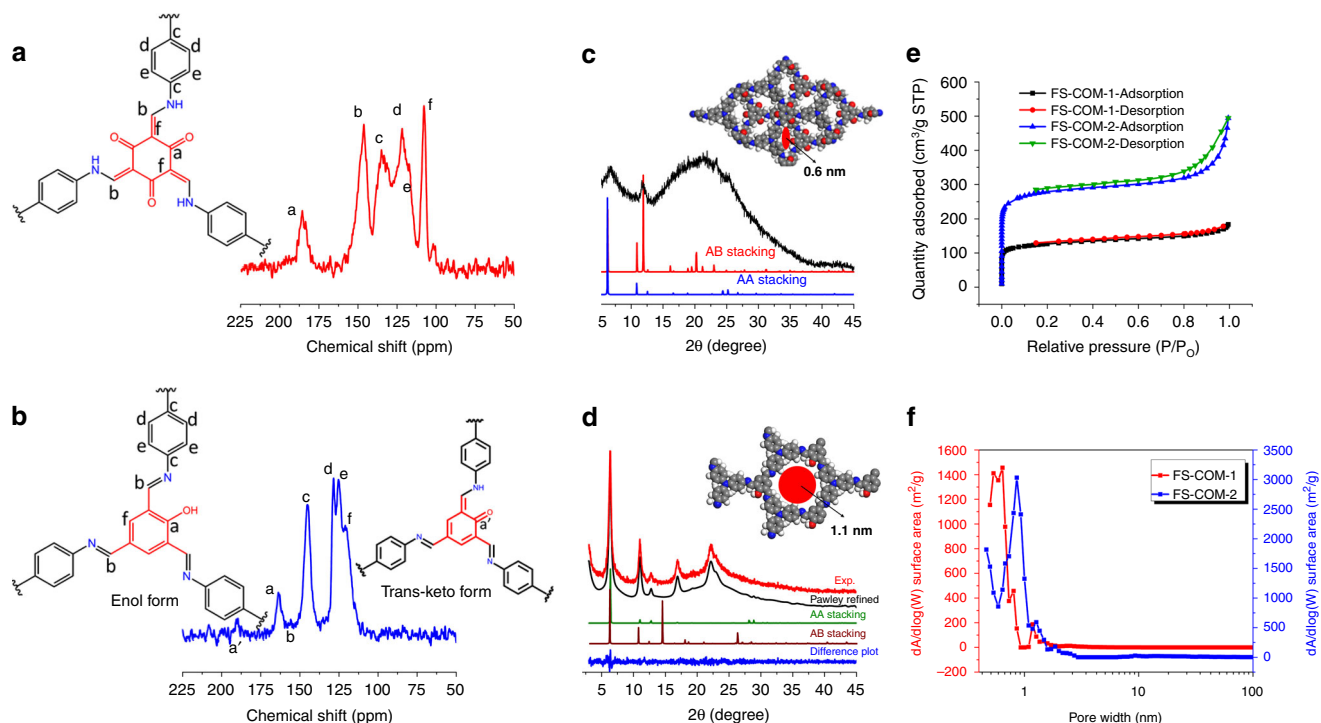 a
c
d
d
e
e
c
b
NH
f
O
O
a
f
NH
b
O
HN
a
b
c
d
e
f
225 200 175 150 125 100 75 50
Chemical shift (ppm)
b
c
d
d
e
e
c
N
b
f
a
OH
N
b
N
Enol form
NH
a'
O
N
N
Trans-keto form
a'
a
b
c
d
e
f
225 200 175 150 125 100 75 50
Chemical shift (ppm)
c
0.6 nm
AB stacking
AA stacking
5 10 15 20 25 30 35 40 45
2θ (degree)
d
1.1 nm
Exp.
Pawley refined
AA stacking
AB stacking
Difference plot
5 10 15 20 25 30 35 40 45
2θ (degree)
e
Quantity adsorbed (cm³/g STP)
600
500
400
300
200
100
0
FS-COM-1-Adsorption
FS-COM-1-Desorption
FS-COM-2-Adsorption
FS-COM-2-Desorption
0.0 0.2 0.4 0.6 0.8 1.0
Relative pressure (P/PO)
f
dA/dlog(W) surface area (m²/g)
1600
1400
1200
1000
800
600
400
200
0
–200
FS-COM-1
FS-COM-2
3500
3000
2500
2000
1500
1000
500
0
dA/dlog(W) surface area (m²/g)
1 10 100
Pore width (nm)